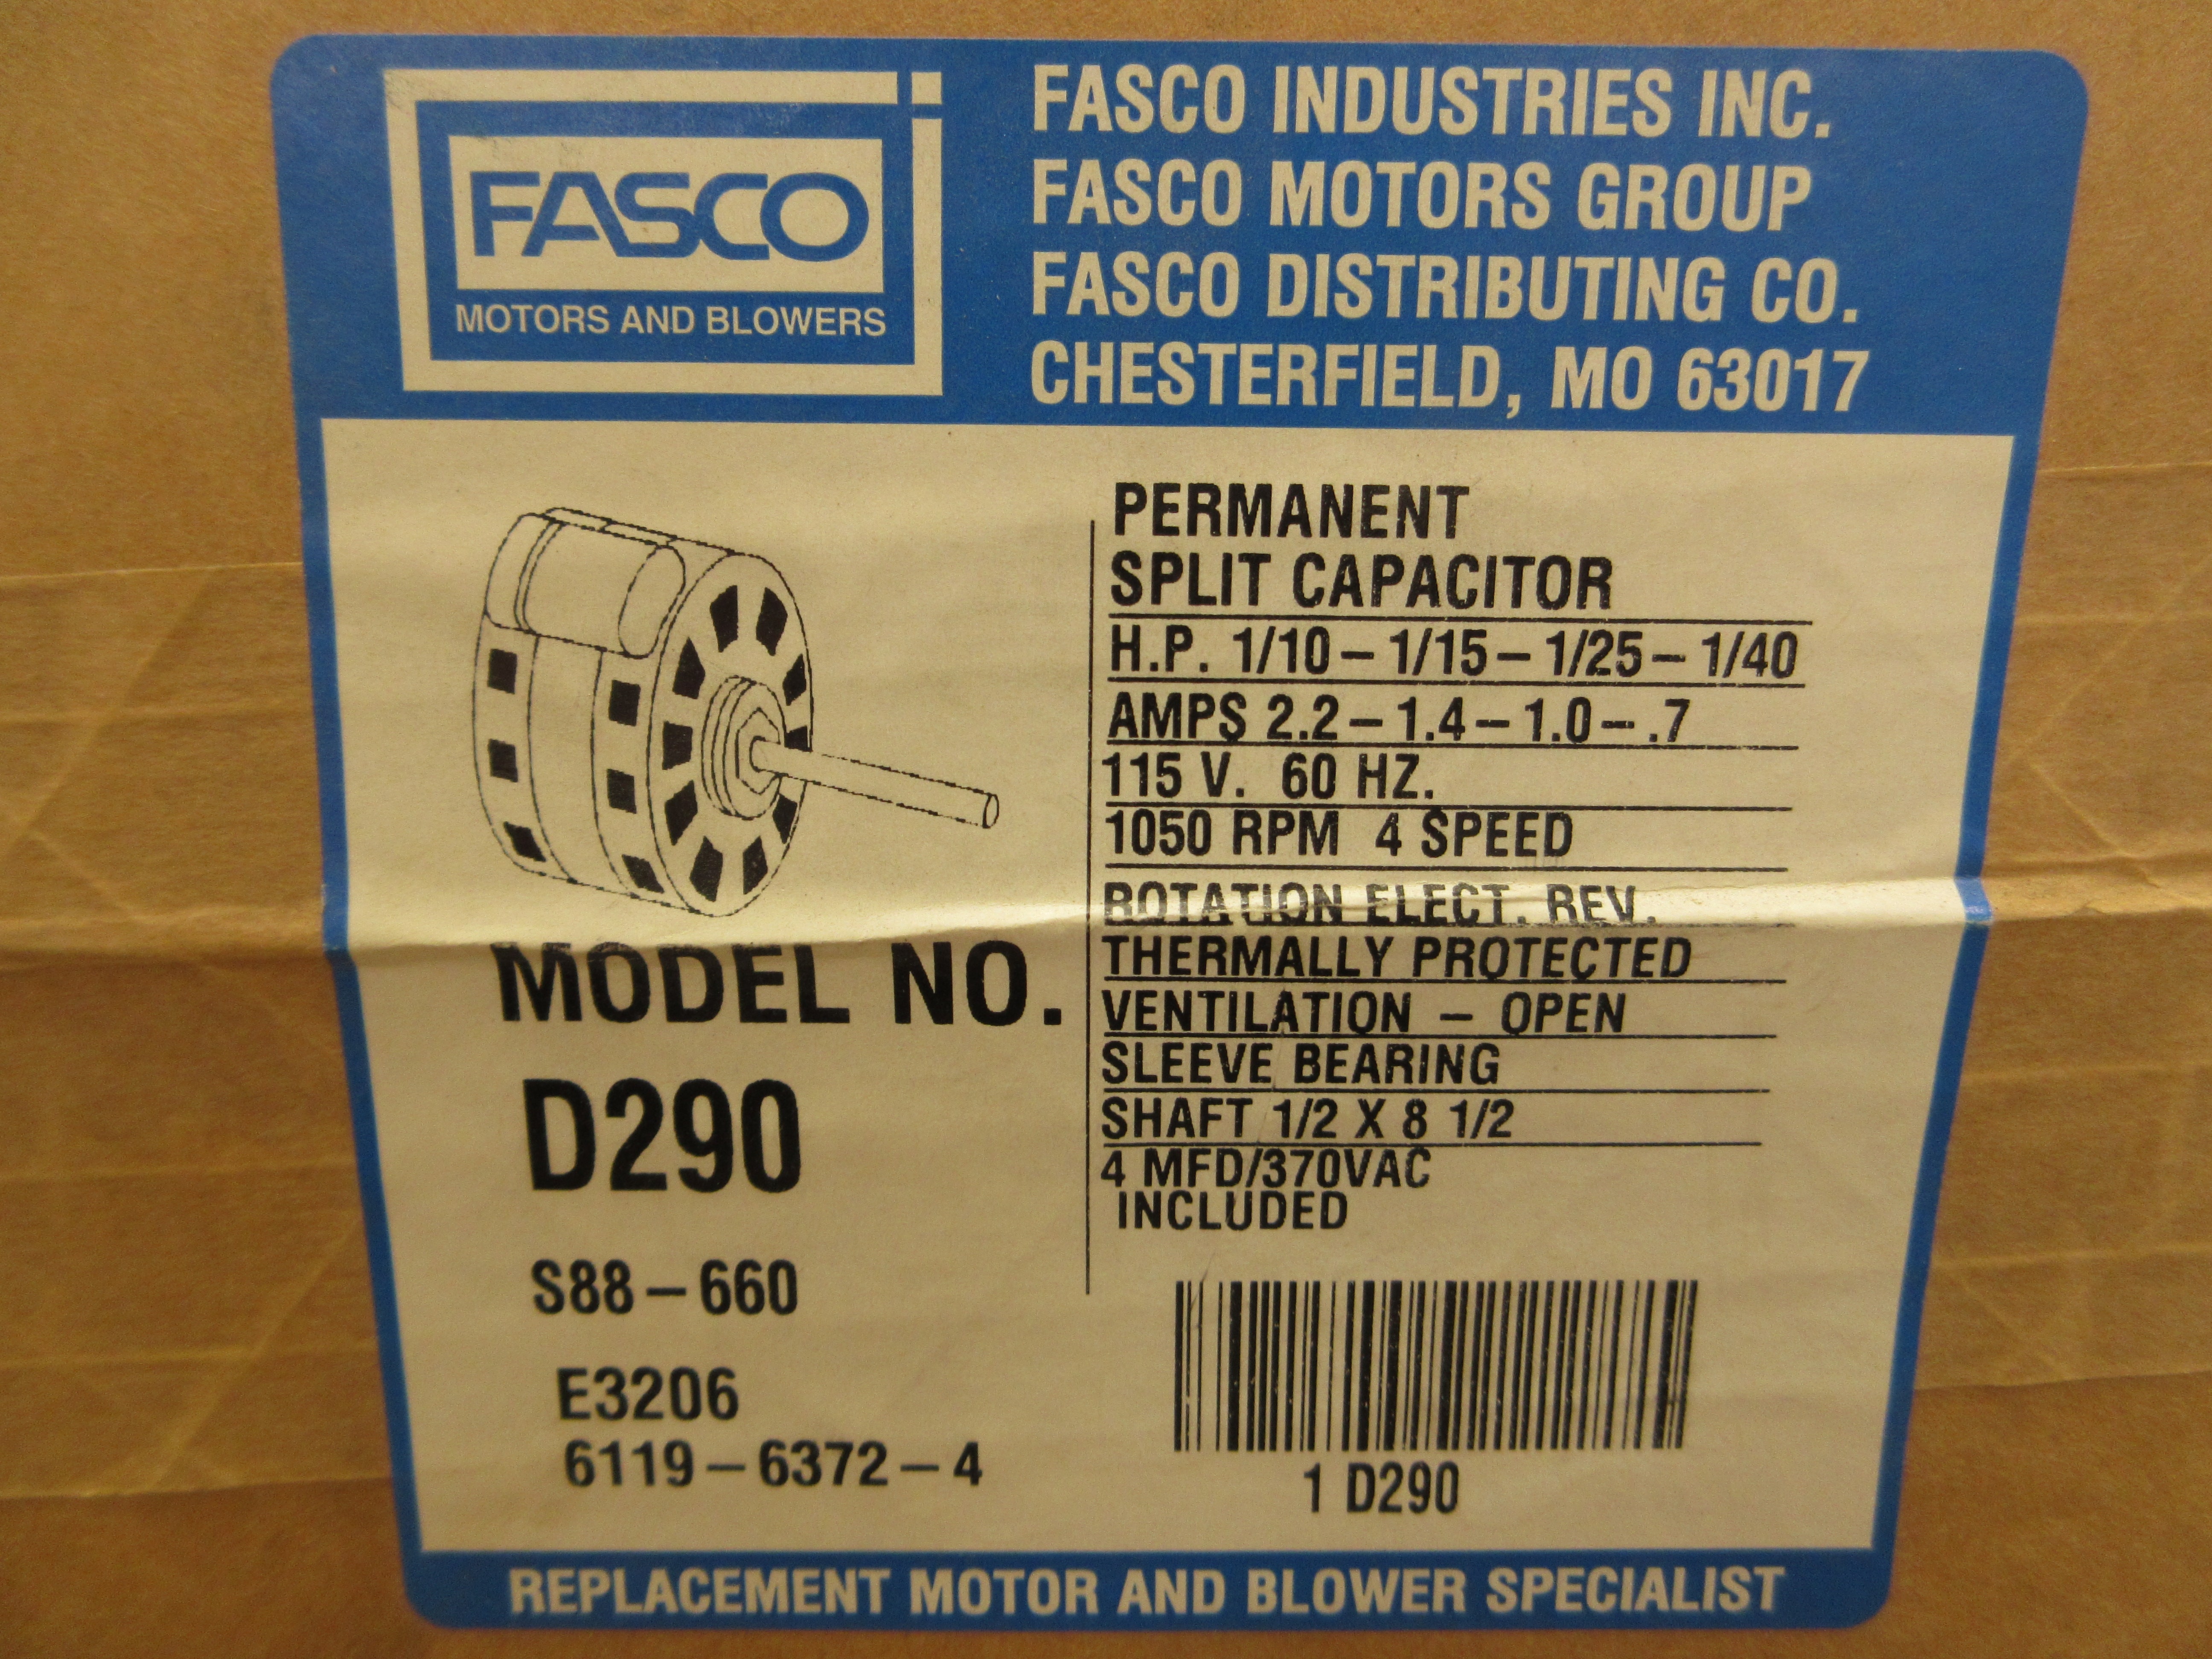 FASCO
MOTORS AND BLOWERS
FASCO INDUSTRIES INC.
FASCO MOTORS GROUP
FASCO DISTRIBUTING CO.
CHESTERFIELD, MO 63017
PERMANENT
SPLIT CAPACITOR
H.P. 1/10 – 1/15 – 1/25 – 1/40
AMPS 2.2 – 1.4 – 1.0 – .7
115 V. 60 HZ.
1050 RPM 4 SPEED
ROTATION ELECT. REV.
THERMALLY PROTECTED
VENTILATION – OPEN
SLEEVE BEARING
SHAFT 1/2 X 8 1/2
4 MFD/370VAC
INCLUDED
MODEL NO.
D290
S88 – 660
E3206
6119 – 6372 – 4
1 D290
REPLACEMENT MOTOR AND BLOWER SPECIALIST